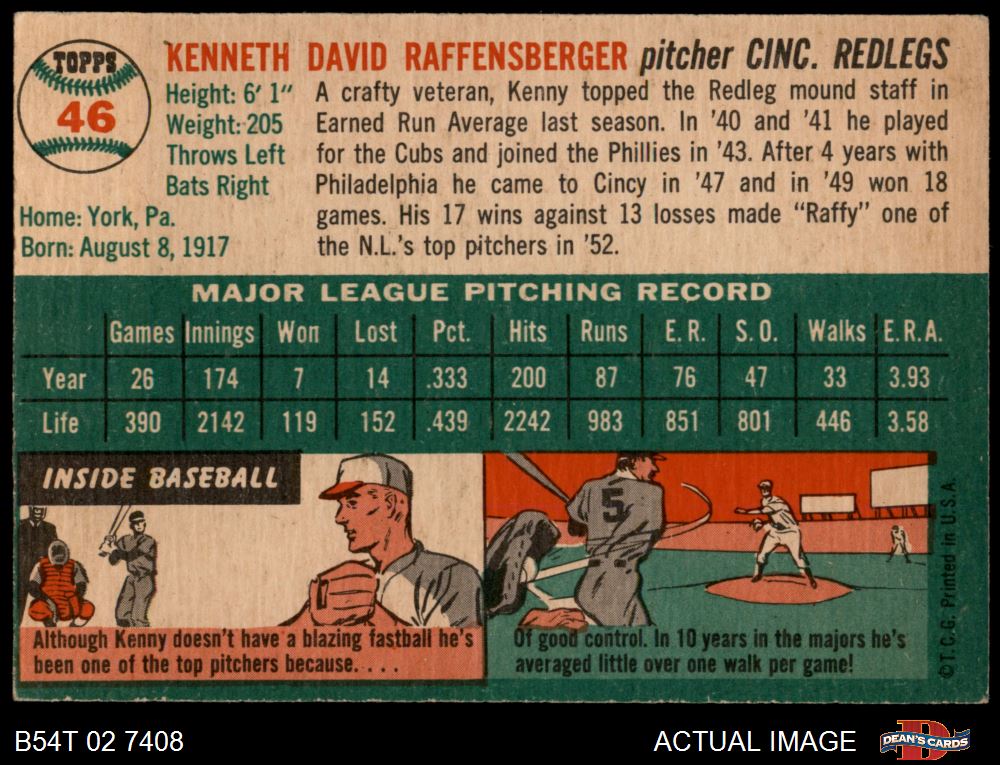 TOPPS
46
KENNETH DAVID RAFFENSBERGER pitcher CINC. REDLEGS
Height: 6' 1"
Weight: 205
Throws Left
Bats Right
Home: York, Pa.
Born: August 8, 1917
A crafty veteran, Kenny topped the Redleg mound staff in
Earned Run Average last season. In '40 and '41 he played
for the Cubs and joined the Phillies in '43. After 4 years with
Philadelphia he came to Cincy in '47 and in '49 won 18
games. His 17 wins against 13 losses made "Raffy" one of
the N.L.'s top pitchers in '52.
MAJOR LEAGUE PITCHING RECORD
Games Innings Won Lost Pct. Hits Runs E. R. S. O. Walks E.R.A.
Year 26 174 7 14 .333 200 87 76 47 33 3.93
Life 390 2142 119 152 .439 2242 983 851 801 446 3.58
INSIDE BASEBALL
Although Kenny doesn't have a blazing fastball he's
been one of the top pitchers because. . . .
5
Of good control. In 10 years in the majors he's
averaged little over one walk per game!
©T.C.G. Printed in U.S.A.
B54T 02 7408
ACTUAL IMAGE
D
DEAN'S CARDS